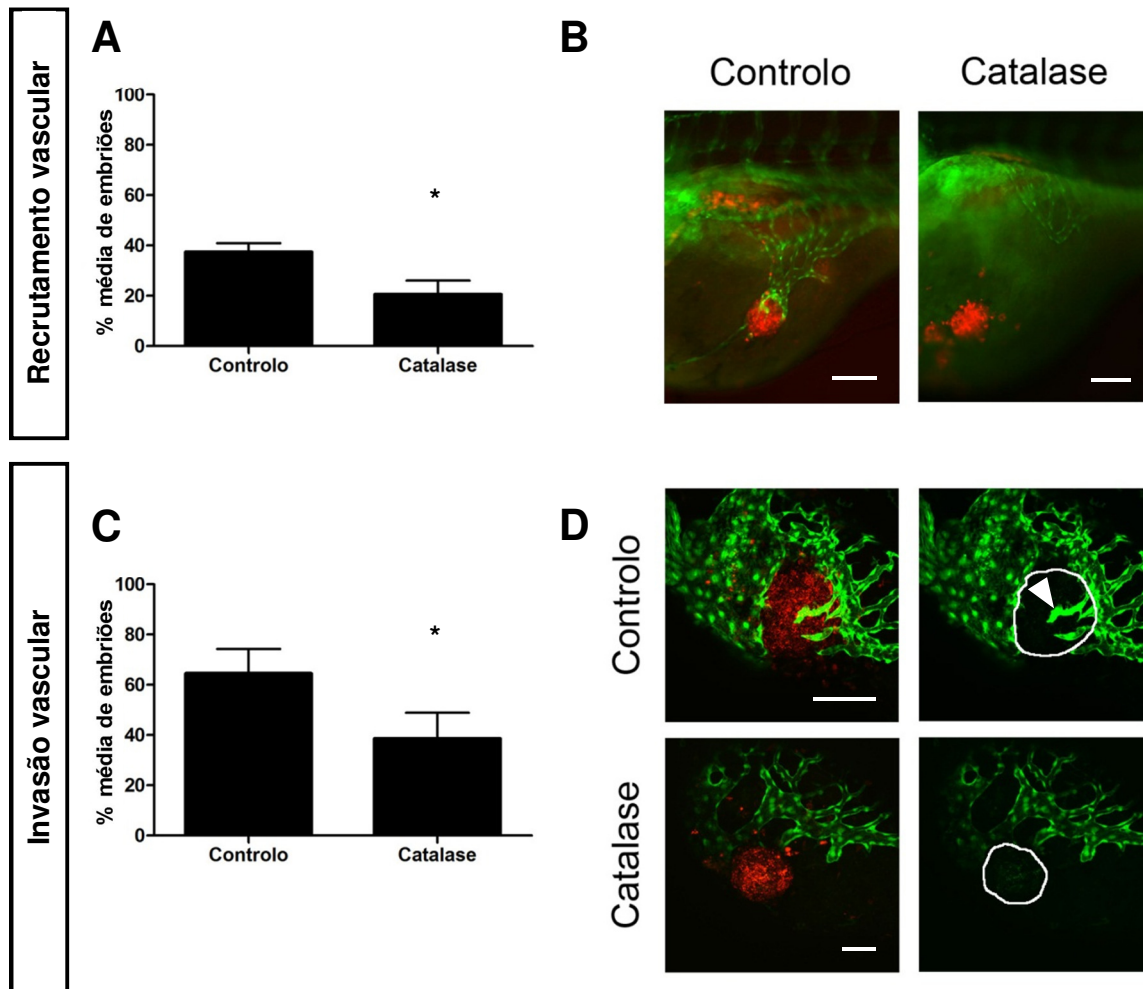 Recrutamento vascular
A
% média de embriões
100
80
60
40
20
0
*
Controlo
Catalase
B
Controlo
Catalase
Invasão vascular
C
% média de embriões
100
80
60
40
20
0
*
Controlo
Catalase
D
Controlo
Catalase